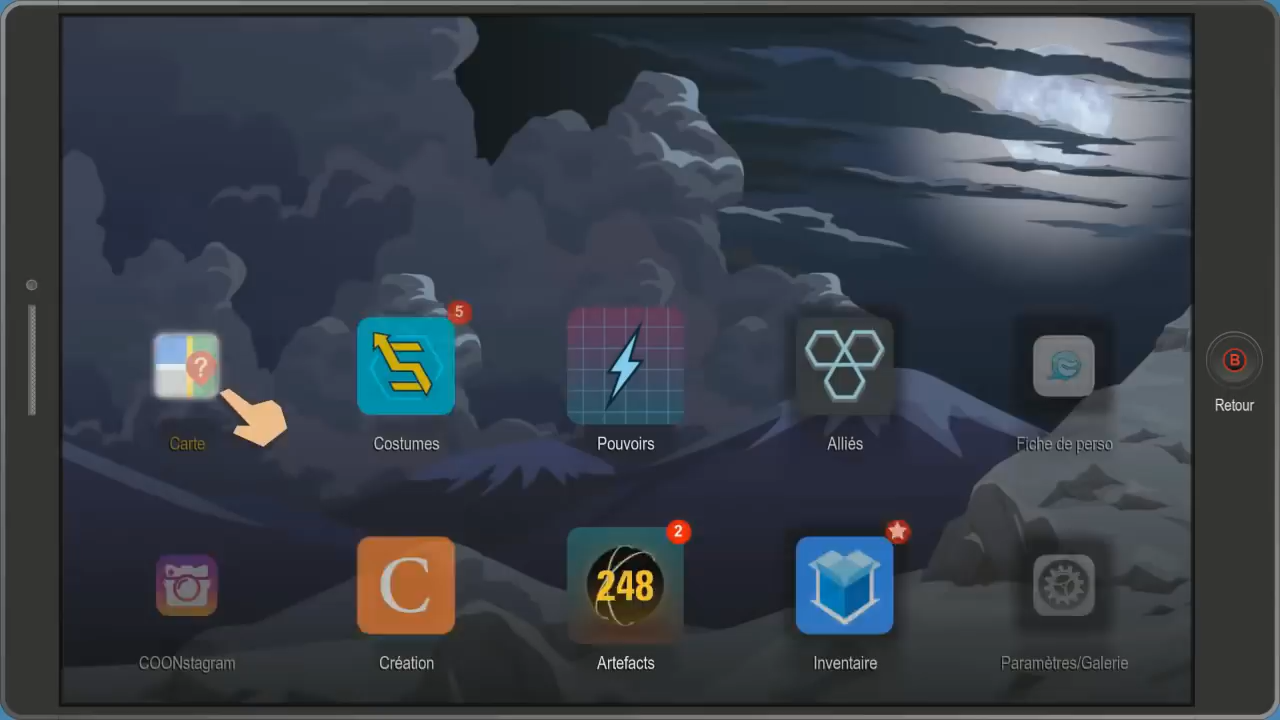 5
?
B
Retour
Carte
Costumes
Pouvoirs
Alliés
Fiche de perso
2
C
248
COONstagram
Création
Artefacts
Inventaire
Paramètres/Galerie